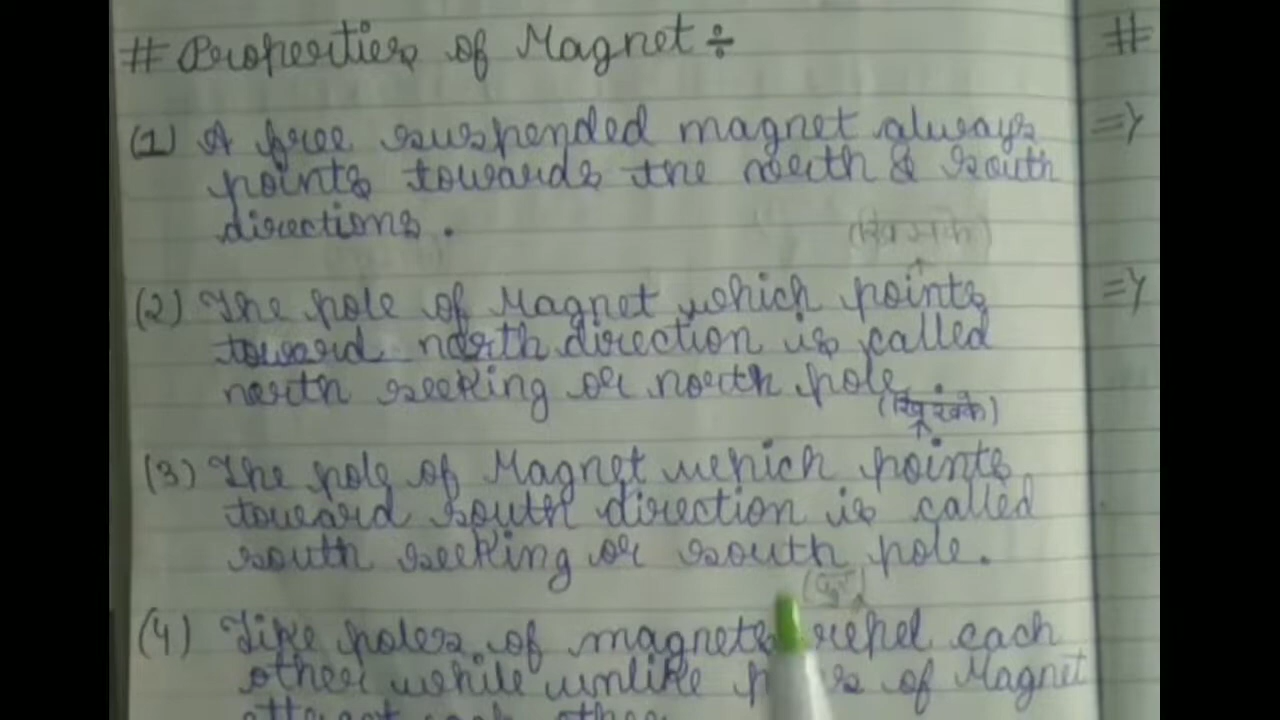 # Properties of Magnet ÷ #
(1) A free suspended magnet always =>
points towards the north & south
directions.
(2) The pole of Magnet which points =>
toward north direction is called
north seeking or north pole.
(3) The pole of Magnet which points
toward south direction is called
south seeking or south pole.
(4) Like poles of magnets repel each
other while unlike of Magnet